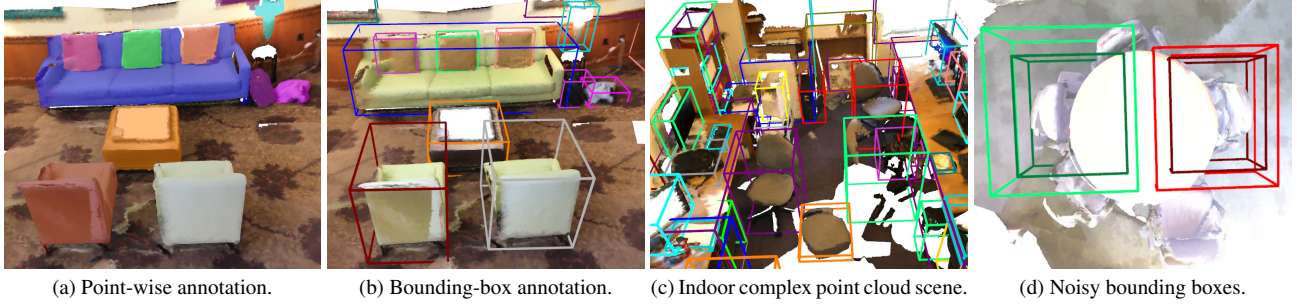 (a) Point-wise annotation.
(b) Bounding-box annotation.
(c) Indoor complex point cloud scene.
(d) Noisy bounding boxes.